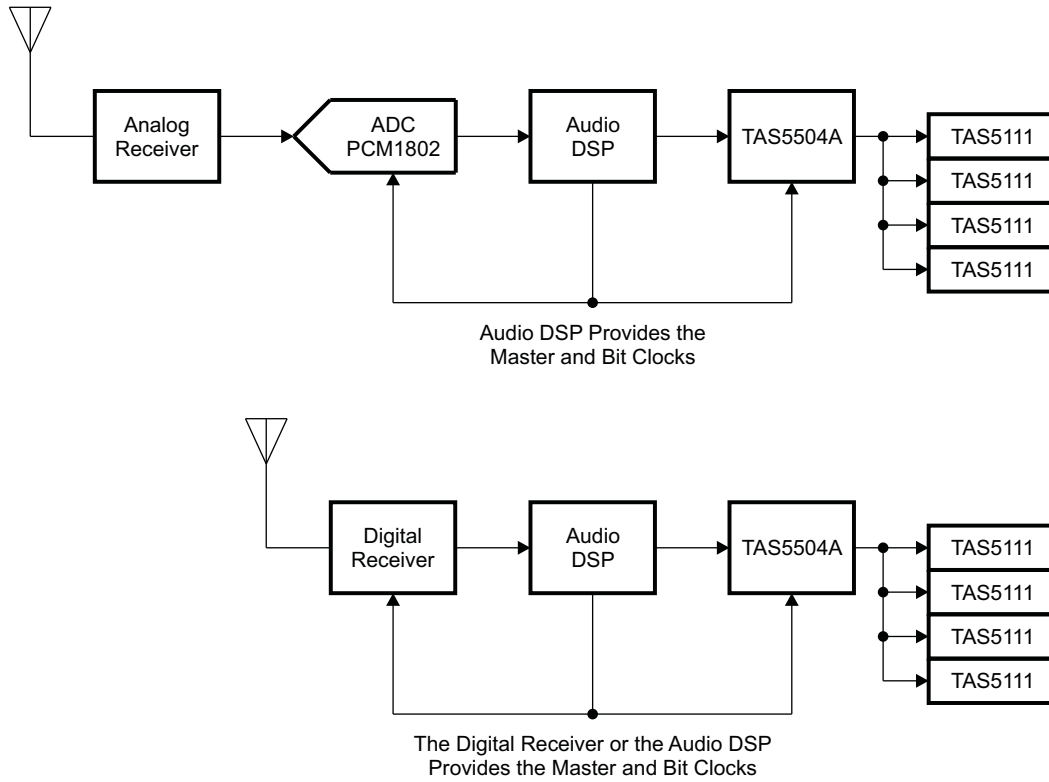 Analog
Receiver
ADC
PCM1802
Audio
DSP
TAS5504A
TAS5111
TAS5111
TAS5111
TAS5111
Audio DSP Provides the
Master and Bit Clocks
Digital
Receiver
Audio
DSP
TAS5504A
TAS5111
TAS5111
TAS5111
TAS5111
The Digital Receiver or the Audio DSP
Provides the Master and Bit Clocks